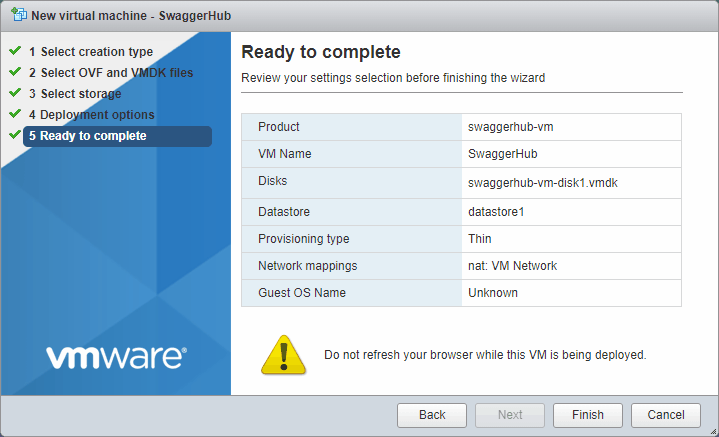 New virtual machine - SwaggerHub
1 Select creation type
2 Select OVF and VMDK files
3 Select storage
4 Deployment options
5 Ready to complete
vmware®
Ready to complete
Review your settings selection before finishing the wizard
Product swaggerhub-vm
VM Name SwaggerHub
Disks swaggerhub-vm-disk1.vmdk
Datastore datastore1
Provisioning type Thin
Network mappings nat: VM Network
Guest OS Name Unknown
Do not refresh your browser while this VM is being deployed.
Back Next Finish Cancel